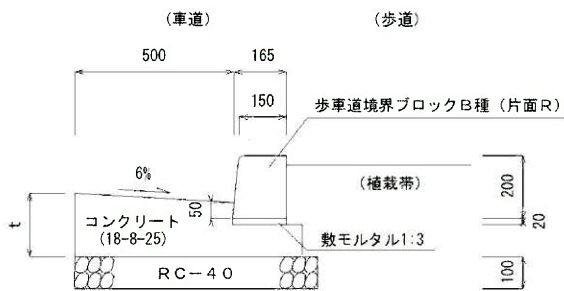 （車道）
（歩道）
500
165
150
歩車道境界ブロックB種（片面R）
6%
（植栽帯）
200
50
20
t
コンクリート
(18-8-25)
敷モルタル1:3
RC-40
100